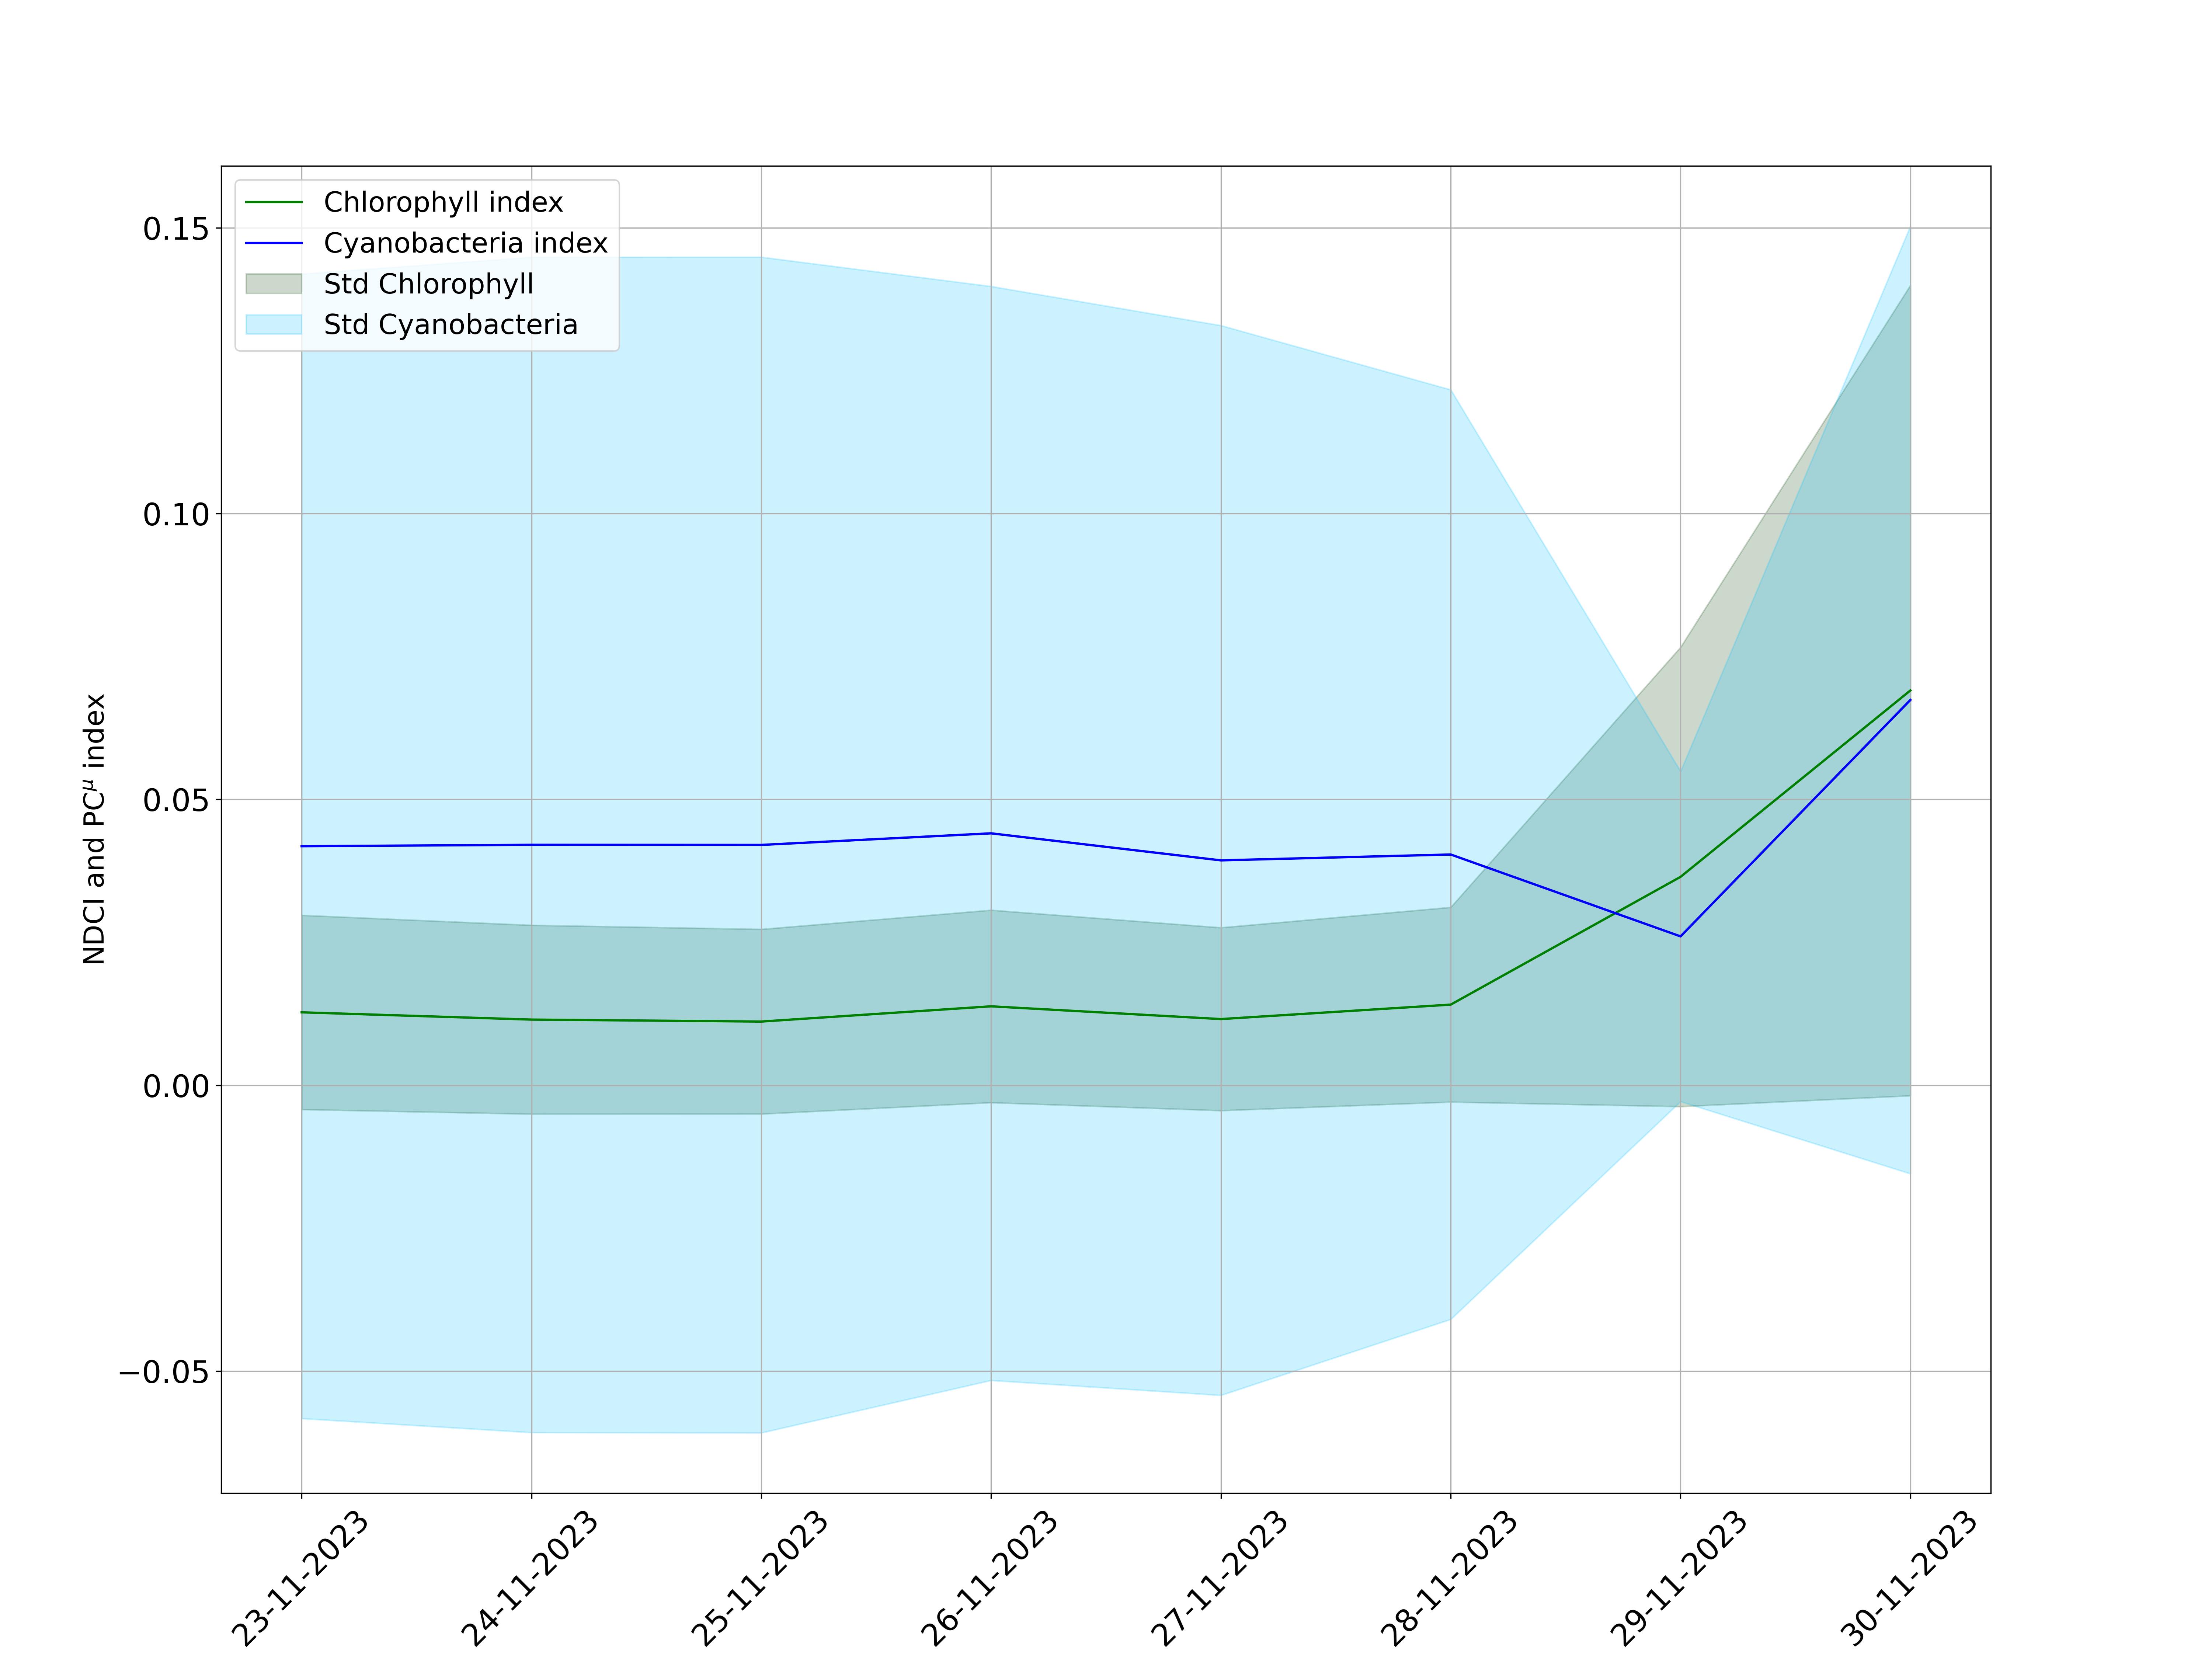 Chlorophyll index
Cyanobacteria index
Std Chlorophyll
Std Cyanobacteria
0.15
0.10
0.05
0.00
−0.05
NDCI and PC^μ index
23-11-2023
24-11-2023
25-11-2023
26-11-2023
27-11-2023
28-11-2023
29-11-2023
30-11-2023